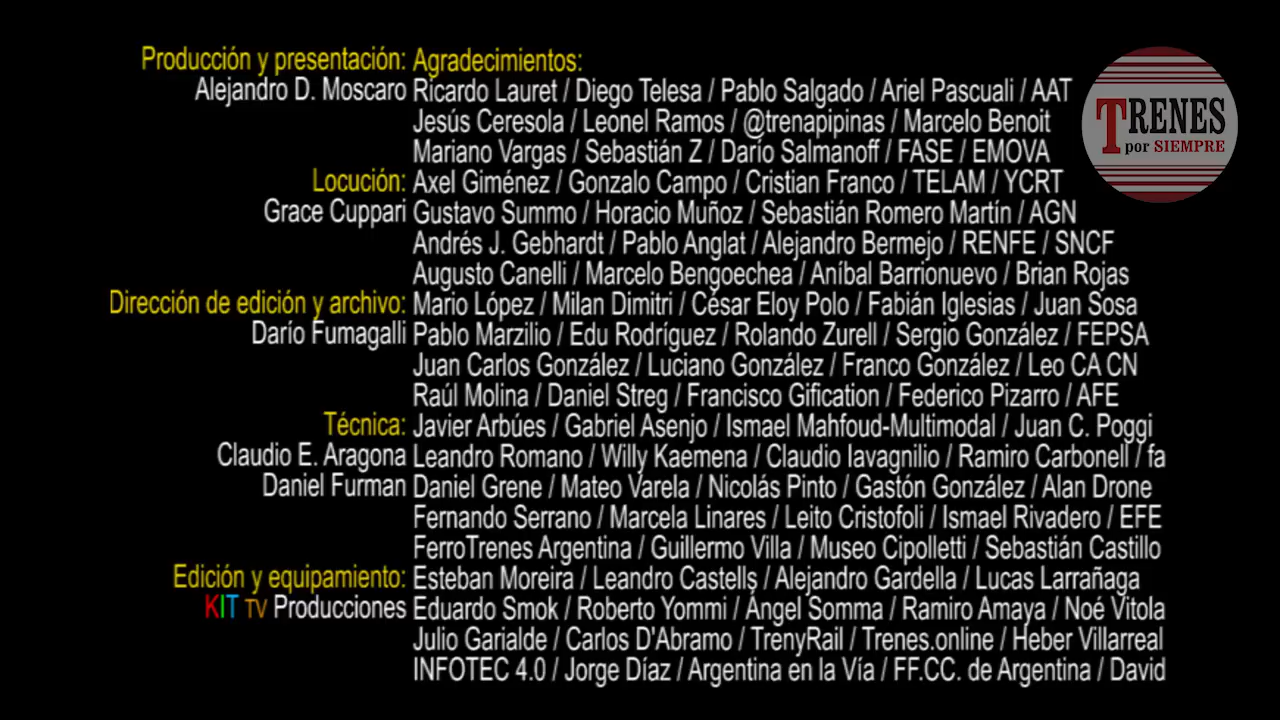 Producción y presentación:
Alejandro D. Moscaro
Locución:
Grace Cuppari
Dirección de edición y archivo:
Darío Fumagalli
Técnica:
Claudio E. Aragona
Daniel Furman
Edición y equipamiento:
KIT TV Producciones
Agradecimientos:
Ricardo Lauret / Diego Telesa / Pablo Salgado / Ariel Pascuali / AAT
Jesús Ceresola / Leonel Ramos / @trenapipinas / Marcelo Benoit
Mariano Vargas / Sebastián Z / Darío Salmanoff / FASE / EMOVA
Axel Giménez / Gonzalo Campo / Cristian Franco / TELAM / YCRT
Gustavo Summo / Horacio Muñoz / Sebastián Romero Martín / AGN
Andrés J. Gebhardt / Pablo Anglat / Alejandro Bermejo / RENFE / SNCF
Augusto Canelli / Marcelo Bengoechea / Aníbal Barrionuevo / Brian Rojas
Mario López / Milan Dimitri / César Eloy Polo / Fabián Iglesias / Juan Sosa
Pablo Marzilio / Edu Rodríguez / Rolando Zurell / Sergio González / FEPSA
Juan Carlos González / Luciano González / Franco González / Leo CA CN
Raúl Molina / Daniel Streg / Francisco Gification / Federico Pizarro / AFE
Javier Arbúes / Gabriel Asenjo / Ismael Mahfoud-Multimodal / Juan C. Poggi
Leandro Romano / Willy Kaemena / Claudio Iavagnilio / Ramiro Carbonell / fa
Daniel Grene / Mateo Varela / Nicolás Pinto / Gastón González / Alan Drone
Fernando Serrano / Marcela Linares / Leito Cristofoli / Ismael Rivadero / EFE
FerroTrenes Argentina / Guillermo Villa / Museo Cipolletti / Sebastián Castillo
Esteban Moreira / Leandro Castells / Alejandro Gardella / Lucas Larrañaga
Eduardo Smok / Roberto Yommi / Ángel Somma / Ramiro Amaya / Noé Vitola
Julio Garialde / Carlos D'Abramo / TrenyRail / Trenes.online / Heber Villarreal
INFOTEC 4.0 / Jorge Díaz / Argentina en la Vía / FF.CC. de Argentina / David
TRENES
por SIEMPRE